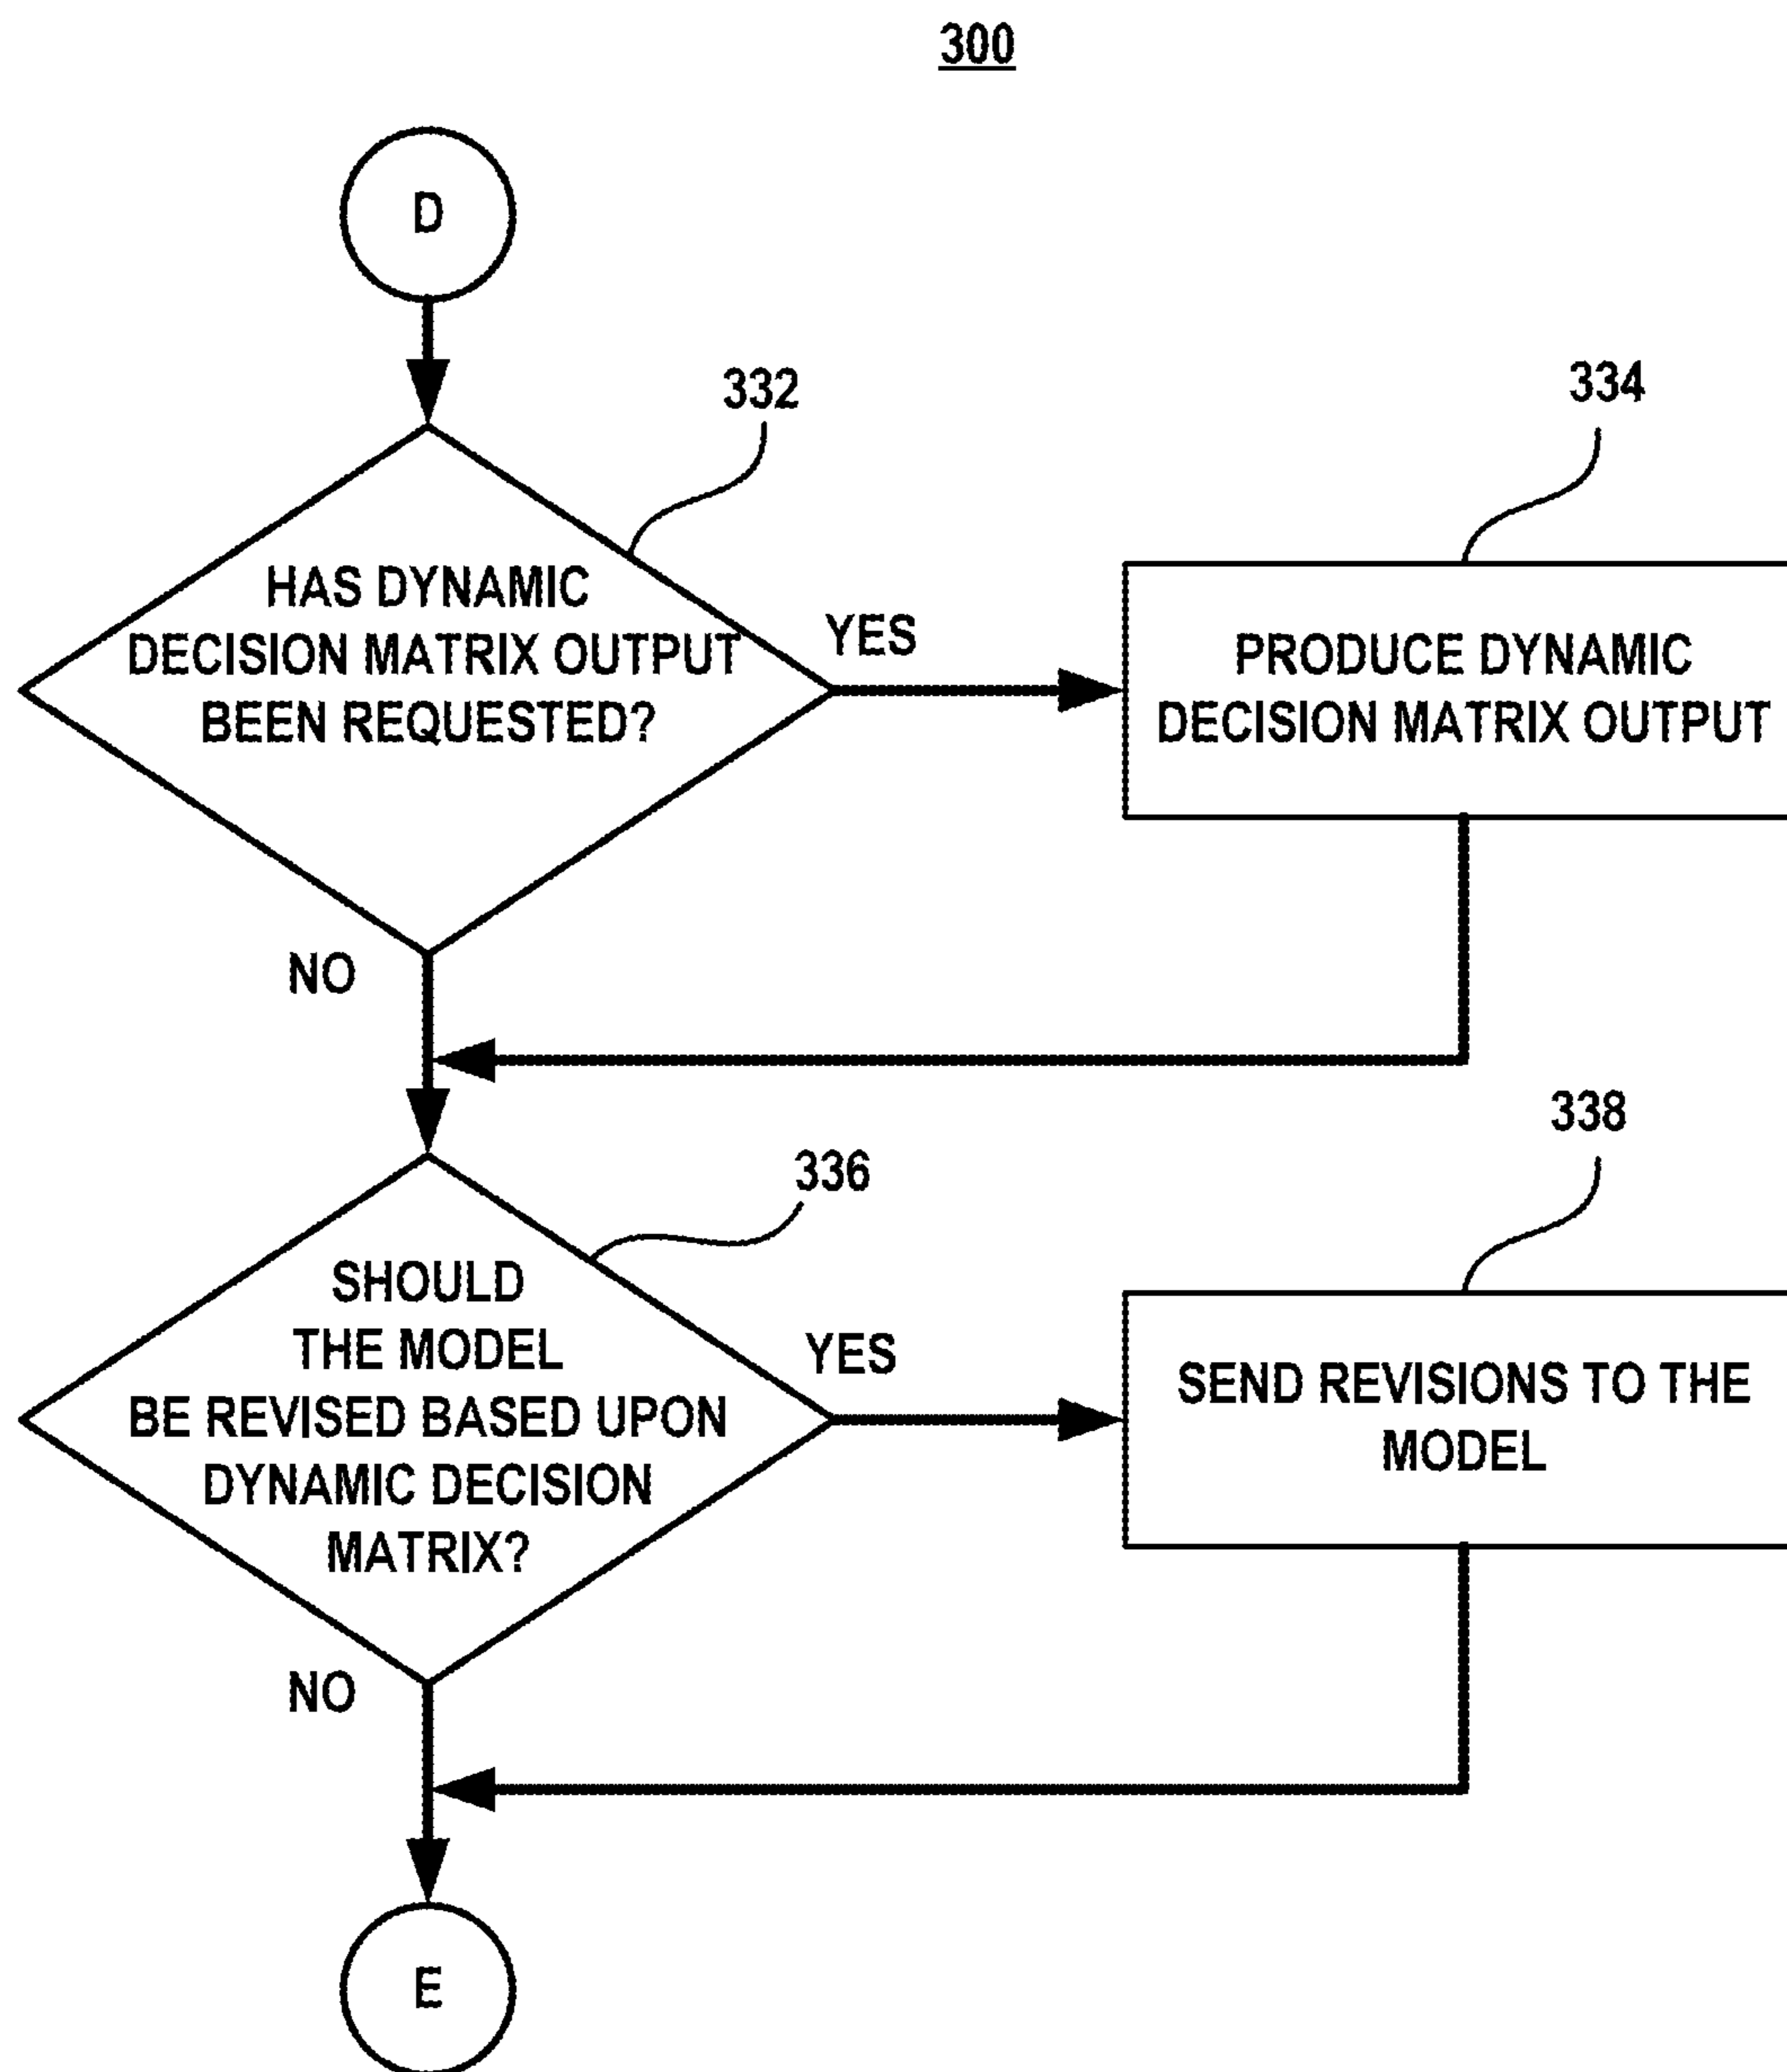 300
D
332
334
HAS DYNAMIC
DECISION MATRIX OUTPUT
BEEN REQUESTED?
YES
PRODUCE DYNAMIC
DECISION MATRIX OUTPUT
NO
336
338
SHOULD
THE MODEL
BE REVISED BASED UPON
DYNAMIC DECISION
MATRIX?
YES
SEND REVISIONS TO THE
MODEL
NO
E